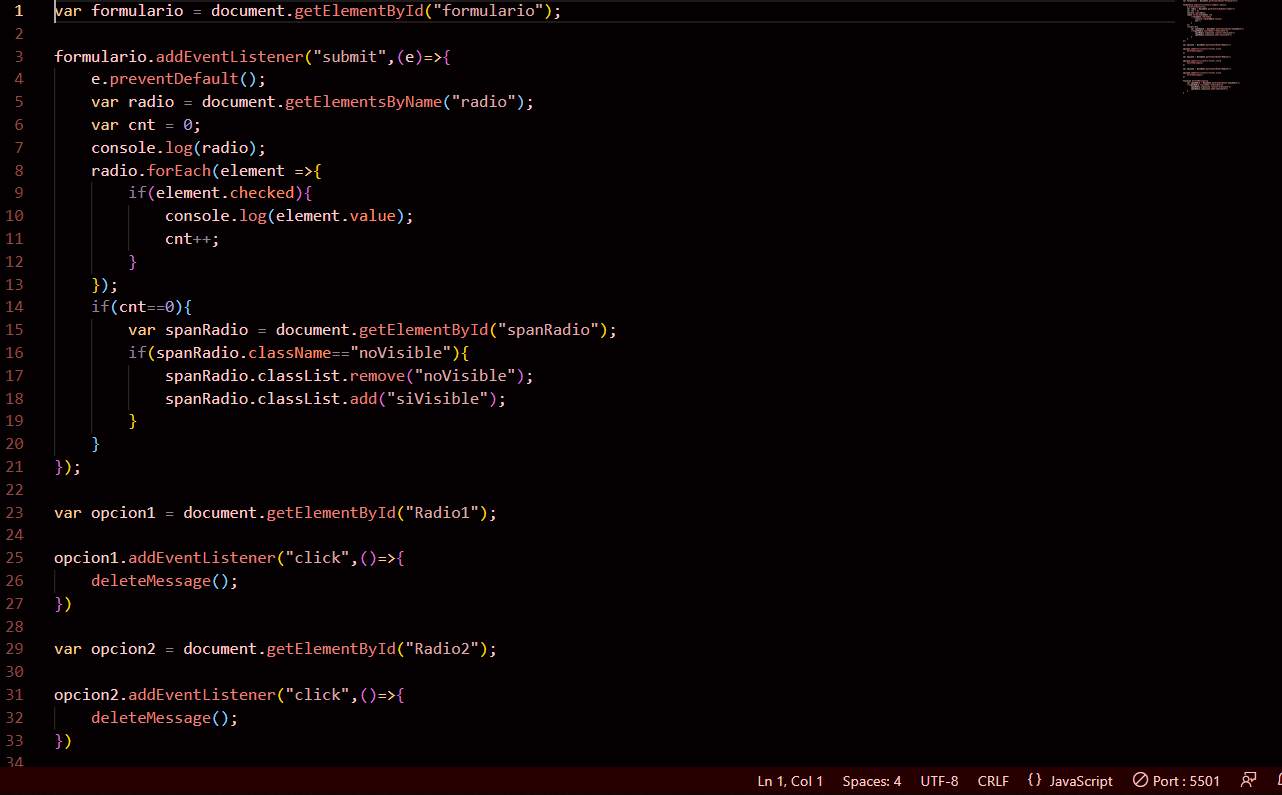 1 var formulario = document.getElementById("formulario");
2
3 formulario.addEventListener("submit",(e)=>{
4     e.preventDefault();
5     var radio = document.getElementsByName("radio");
6     var cnt = 0;
7     console.log(radio);
8     radio.forEach(element =>{
9         if(element.checked){
10             console.log(element.value);
11             cnt++;
12         }
13     });
14     if(cnt==0){
15         var spanRadio = document.getElementById("spanRadio");
16         if(spanRadio.className=="noVisible"){
17             spanRadio.classList.remove("noVisible");
18             spanRadio.classList.add("siVisible");
19         }
20     }
21 });
22
23 var opcion1 = document.getElementById("Radio1");
24
25 opcion1.addEventListener("click",()=>{
26     deleteMessage();
27 })
28
29 var opcion2 = document.getElementById("Radio2");
30
31 opcion2.addEventListener("click",()=>{
32     deleteMessage();
33 })
34
Ln 1, Col 1 Spaces: 4 UTF-8 CRLF {} JavaScript Port : 5501